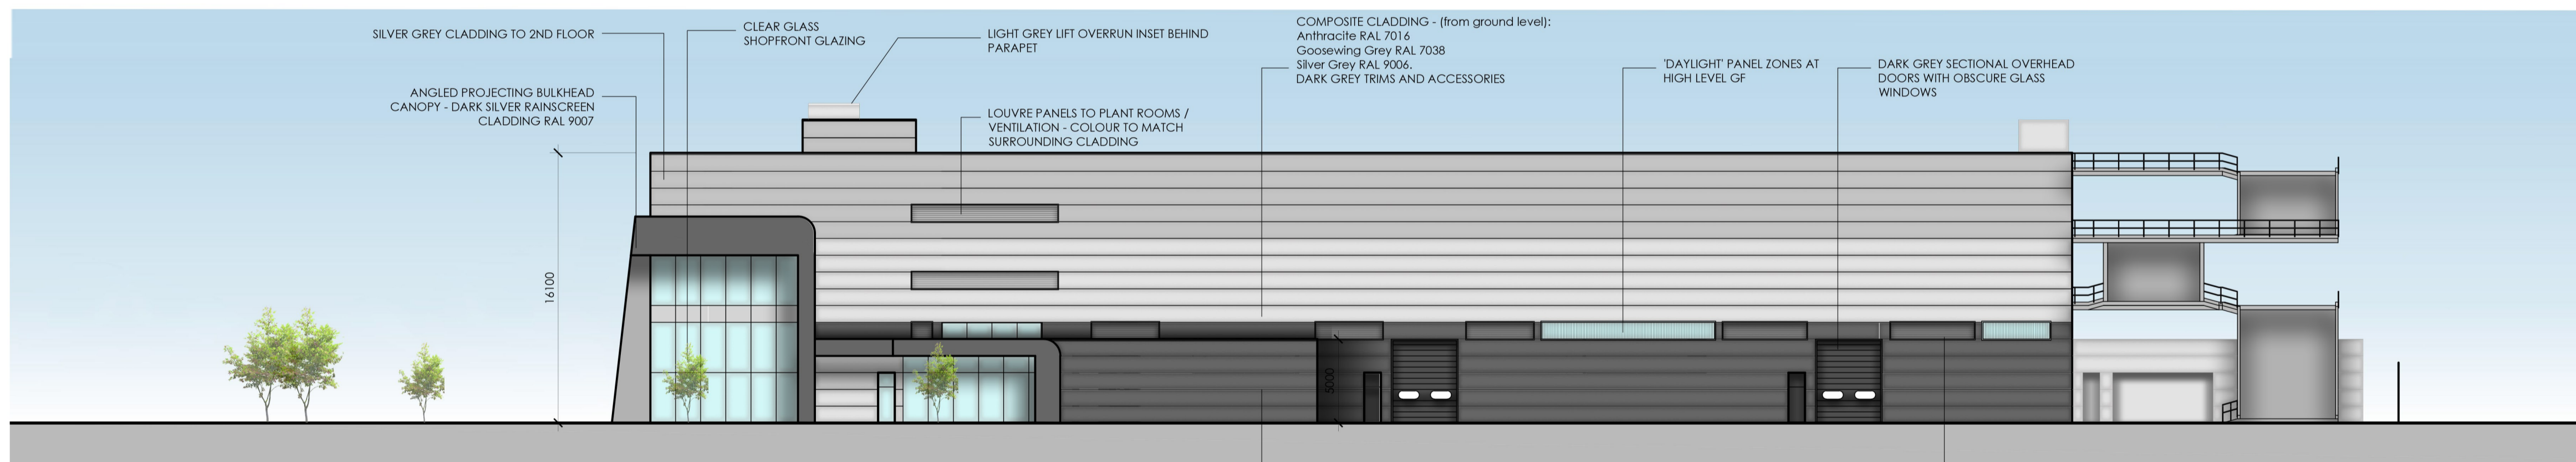 SILVER GREY CLADDING TO 2ND FLOOR
ANGLED PROJECTING BULKHEAD
CANOPY - DARK SILVER RAINSCREEN
CLADDING RAL 9007
CLEAR GLASS
SHOPFRONT GLAZING
LIGHT GREY LIFT OVERRUN INSET BEHIND
PARAPET
LOUVRE PANELS TO PLANT ROOMS /
VENTILATION - COLOUR TO MATCH
SURROUNDING CLADDING
COMPOSITE CLADDING - (from ground level):
Anthracite RAL 7016
Goosewing Grey RAL 7038
Silver Grey RAL 9006.
DARK GREY TRIMS AND ACCESSORIES
'DAYLIGHT' PANEL ZONES AT
HIGH LEVEL GF
DARK GREY SECTIONAL OVERHEAD
DOORS WITH OBSCURE GLASS
WINDOWS
16100
5000